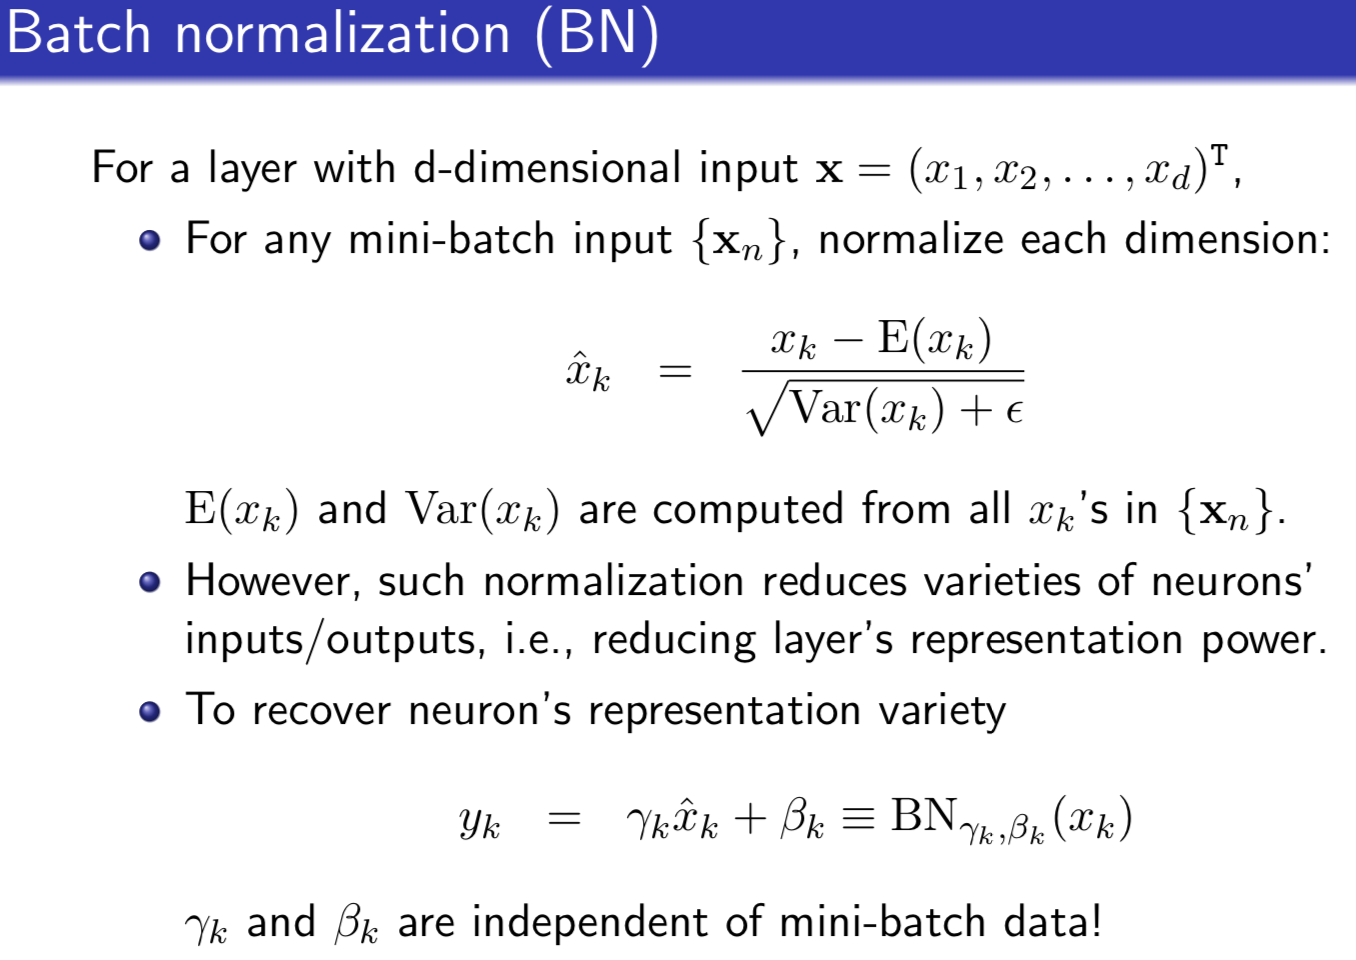 Batch normalization (BN)
For a layer with d-dimensional input $\mathbf{x} = (x_1, x_2, \ldots, x_d)^{\mathtt{T}}$,
For any mini-batch input $\{\mathbf{x}_n\}$, normalize each dimension:
$\hat{x}_k = \frac{x_k - \mathrm{E}(x_k)}{\sqrt{\mathrm{Var}(x_k) + \epsilon}}$
$\mathrm{E}(x_k)$ and $\mathrm{Var}(x_k)$ are computed from all $x_k$'s in $\{\mathbf{x}_n\}$.
However, such normalization reduces varieties of neurons'
inputs/outputs, i.e., reducing layer's representation power.
To recover neuron's representation variety
$y_k = \gamma_k \hat{x}_k + \beta_k \equiv \mathrm{BN}_{\gamma_k, \beta_k}(x_k)$
$\gamma_k$ and $\beta_k$ are independent of mini-batch data!